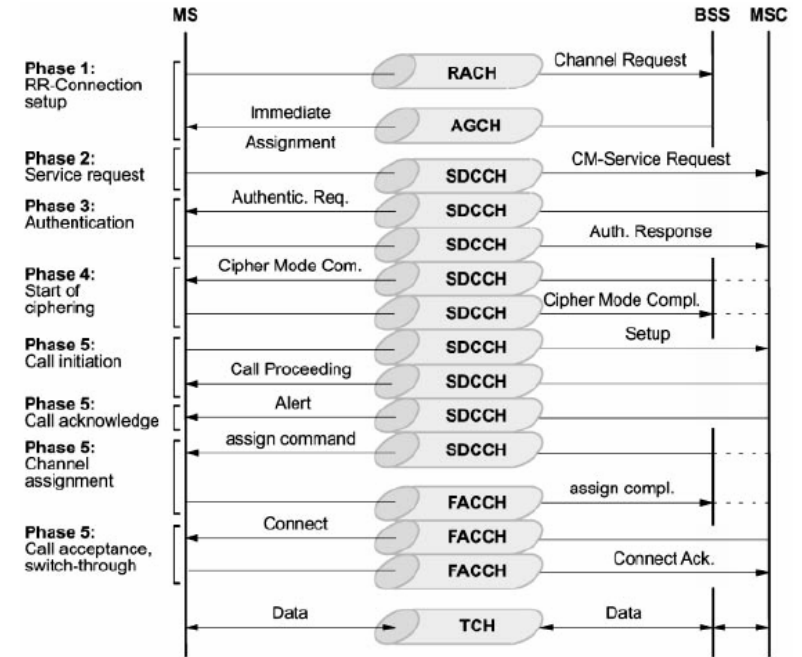 MS BSS MSC
Phase 1:
RR-Connection
setup
RACH
Channel Request
Immediate
Assignment
AGCH
Phase 2:
Service request
SDCCH
CM-Service Request
Phase 3:
Authentication
Authentic. Req.
SDCCH
SDCCH
Auth. Response
Phase 4:
Start of
ciphering
Cipher Mode Com.
SDCCH
SDCCH
Cipher Mode Compl.
Phase 5:
Call initiation
SDCCH
Setup
Call Proceeding
SDCCH
Phase 5:
Call acknowledge
Alert
SDCCH
Phase 5:
Channel
assignment
assign command
SDCCH
FACCH
assign compl.
Phase 5:
Call acceptance,
switch-through
Connect
FACCH
FACCH
Connect Ack.
Data
TCH
Data